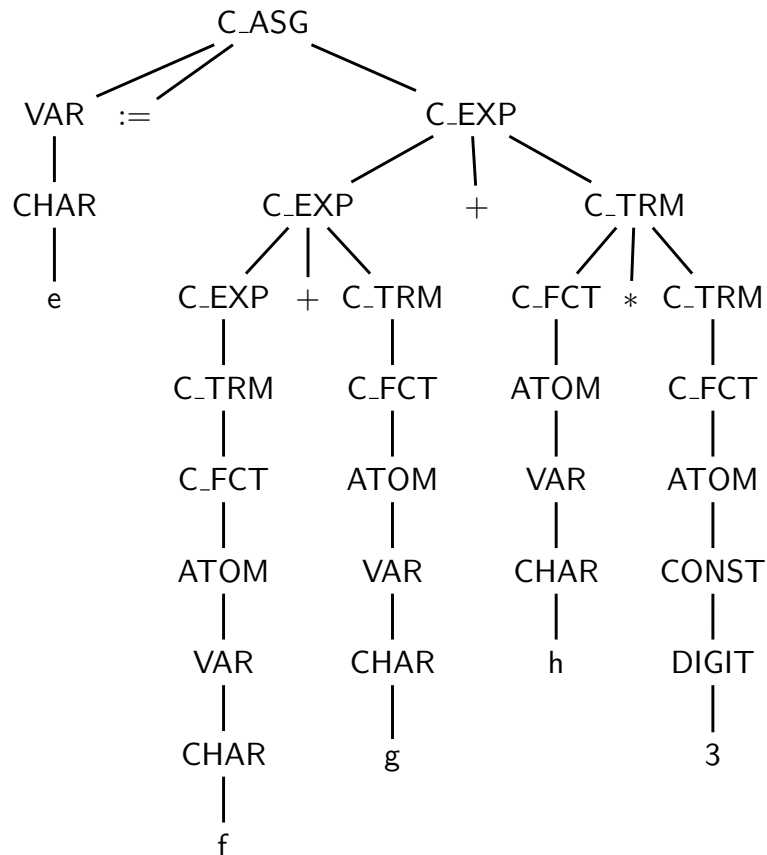 C_ASG
VAR := C_EXP
CHAR C_EXP + C_TRM
e C_EXP + C_TRM C_FCT * C_TRM
C_TRM C_FCT ATOM C_FCT
C_FCT ATOM VAR ATOM
ATOM VAR CHAR CONST
VAR CHAR h DIGIT
CHAR g 3
f